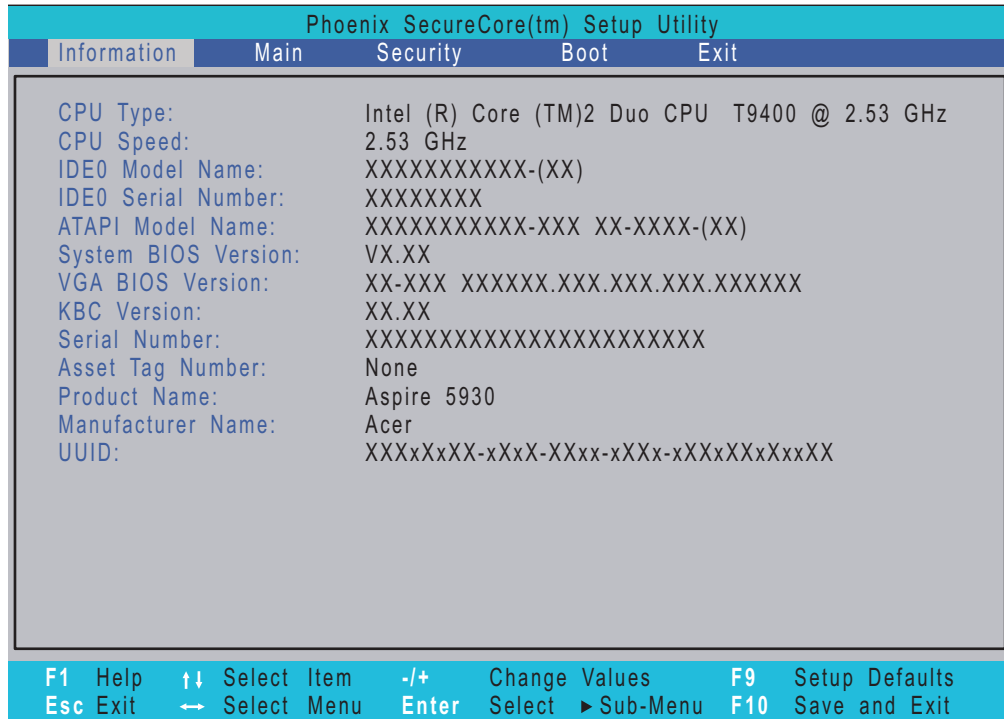 Phoenix SecureCore(tm) Setup Utility
Information Main Security Boot Exit
CPU Type: Intel (R) Core (TM)2 Duo CPU T9400 @ 2.53 GHz
CPU Speed: 2.53 GHz
IDE0 Model Name: XXXXXXXXXXX-(XX)
IDE0 Serial Number: XXXXXXXX
ATAPI Model Name: XXXXXXXXXXX-XXX XX-XXXX-(XX)
System BIOS Version: VX.XX
VGA BIOS Version: XX-XXX XXXXXX.XXX.XXX.XXX.XXXXXX
KBC Version: XX.XX
Serial Number: XXXXXXXXXXXXXXXXXXXXXXX
Asset Tag Number: None
Product Name: Aspire 5930
Manufacturer Name: Acer
UUID: XXXxXxXX-xXxX-XXxx-xXXx-xXXxXXxXxxXX
F1 Help ↑↓ Select Item -/+ Change Values F9 Setup Defaults
Esc Exit ↔ Select Menu Enter Select ▶ Sub-Menu F10 Save and Exit